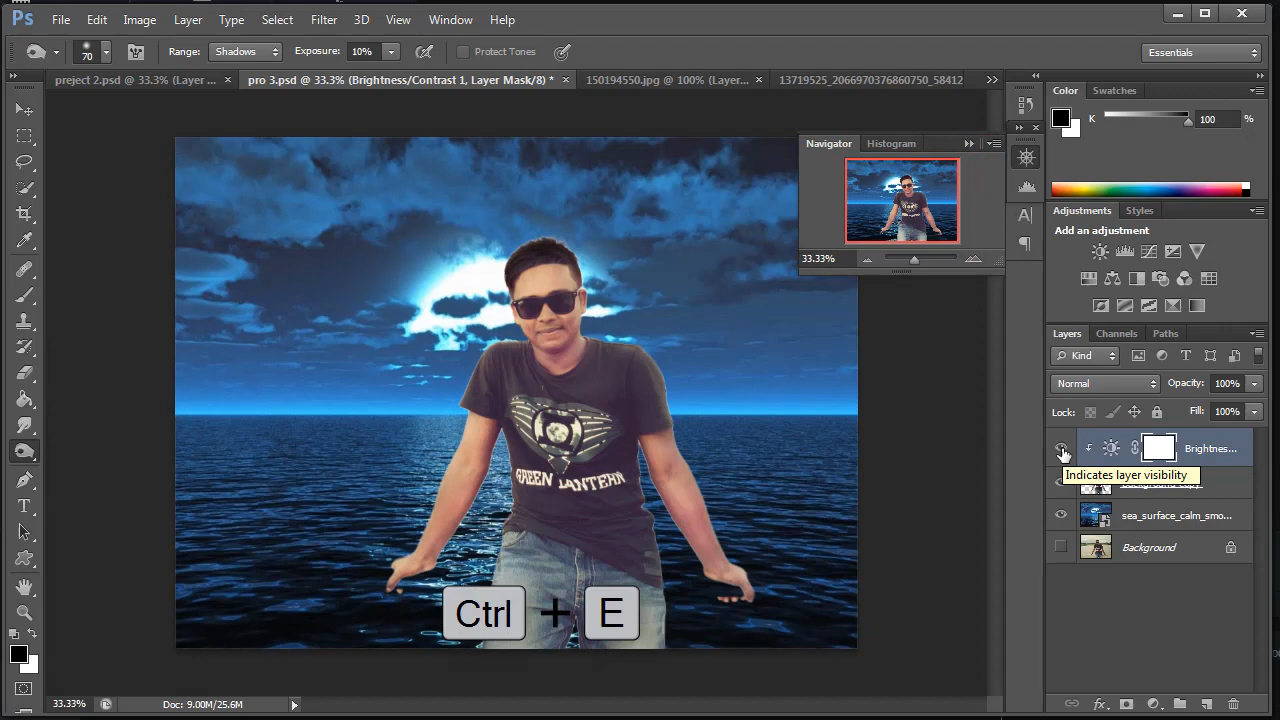 Ps File Edit Image Layer Type Select Filter 3D View Window Help
70 Range: Shadows Exposure: 10% Protect Tones Essentials
preject 2.psd @ 33.3% (Layer ... × pro 3.psd @ 33.3% (Brightness/Contrast 1, Layer Mask/8) * × 150194550.jpg @ 100% (Layer... × 13719525_2066970376860750_58412
Color Swatches
K 100 %
Navigator Histogram
33.33%
Adjustments Styles
Add an adjustment
Layers Channels Paths
Kind
Normal Opacity: 100%
Lock: Fill: 100%
Brightnes...
Indicates layer visibility
sea_surface_calm_smo...
Background
GREEN LANTERN
Ctrl + E
33.33% Doc: 9.00M/25.6M